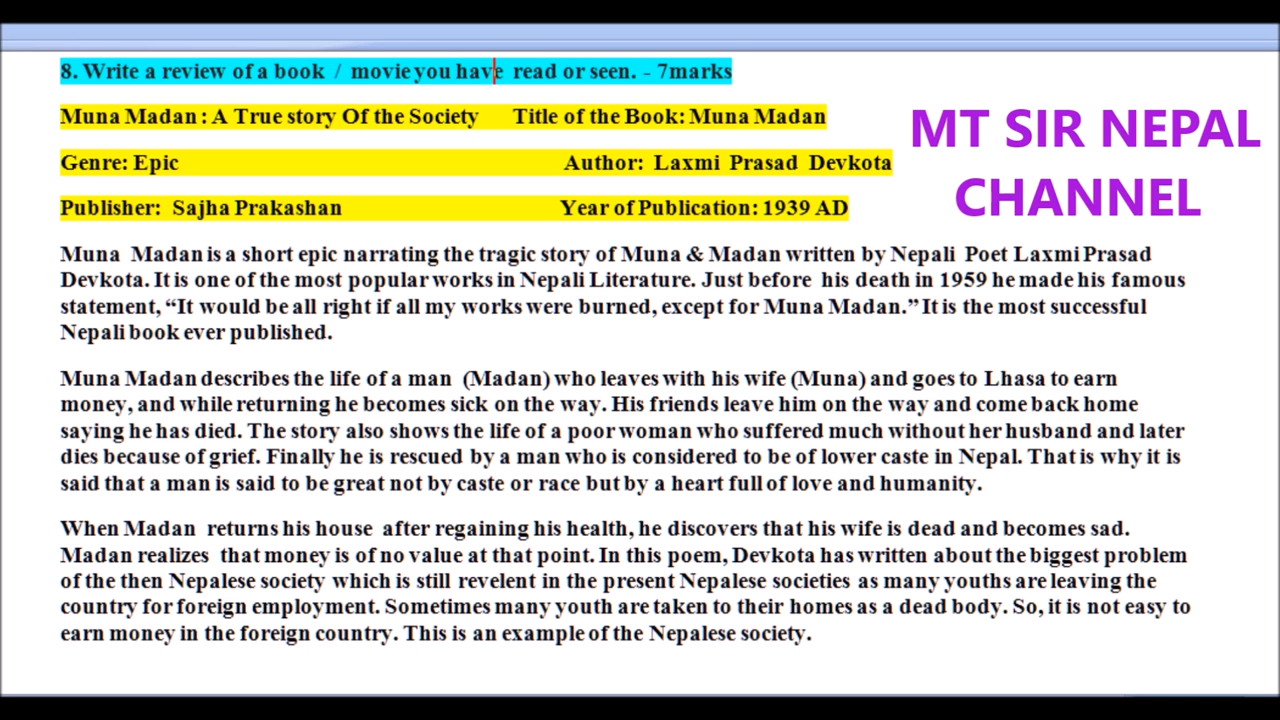 8. Write a review of a book / movie you have read or seen. - 7marks
Muna Madan : A True story Of the Society Title of the Book: Muna Madan
Genre: Epic Author: Laxmi Prasad Devkota
Publisher: Sajha Prakashan Year of Publication: 1939 AD
MT SIR NEPAL
CHANNEL
Muna Madan is a short epic narrating the tragic story of Muna & Madan written by Nepali Poet Laxmi Prasad
Devkota. It is one of the most popular works in Nepali Literature. Just before his death in 1959 he made his famous
statement, “It would be all right if all my works were burned, except for Muna Madan.” It is the most successful
Nepali book ever published.
Muna Madan describes the life of a man (Madan) who leaves with his wife (Muna) and goes to Lhasa to earn
money, and while returning he becomes sick on the way. His friends leave him on the way and come back home
saying he has died. The story also shows the life of a poor woman who suffered much without her husband and later
dies because of grief. Finally he is rescued by a man who is considered to be of lower caste in Nepal. That is why it is
said that a man is said to be great not by caste or race but by a heart full of love and humanity.
When Madan returns his house after regaining his health, he discovers that his wife is dead and becomes sad.
Madan realizes that money is of no value at that point. In this poem, Devkota has written about the biggest problem
of the then Nepalese society which is still revelent in the present Nepalese societies as many youths are leaving the
country for foreign employment. Sometimes many youth are taken to their homes as a dead body. So, it is not easy to
earn money in the foreign country. This is an example of the Nepalese society.